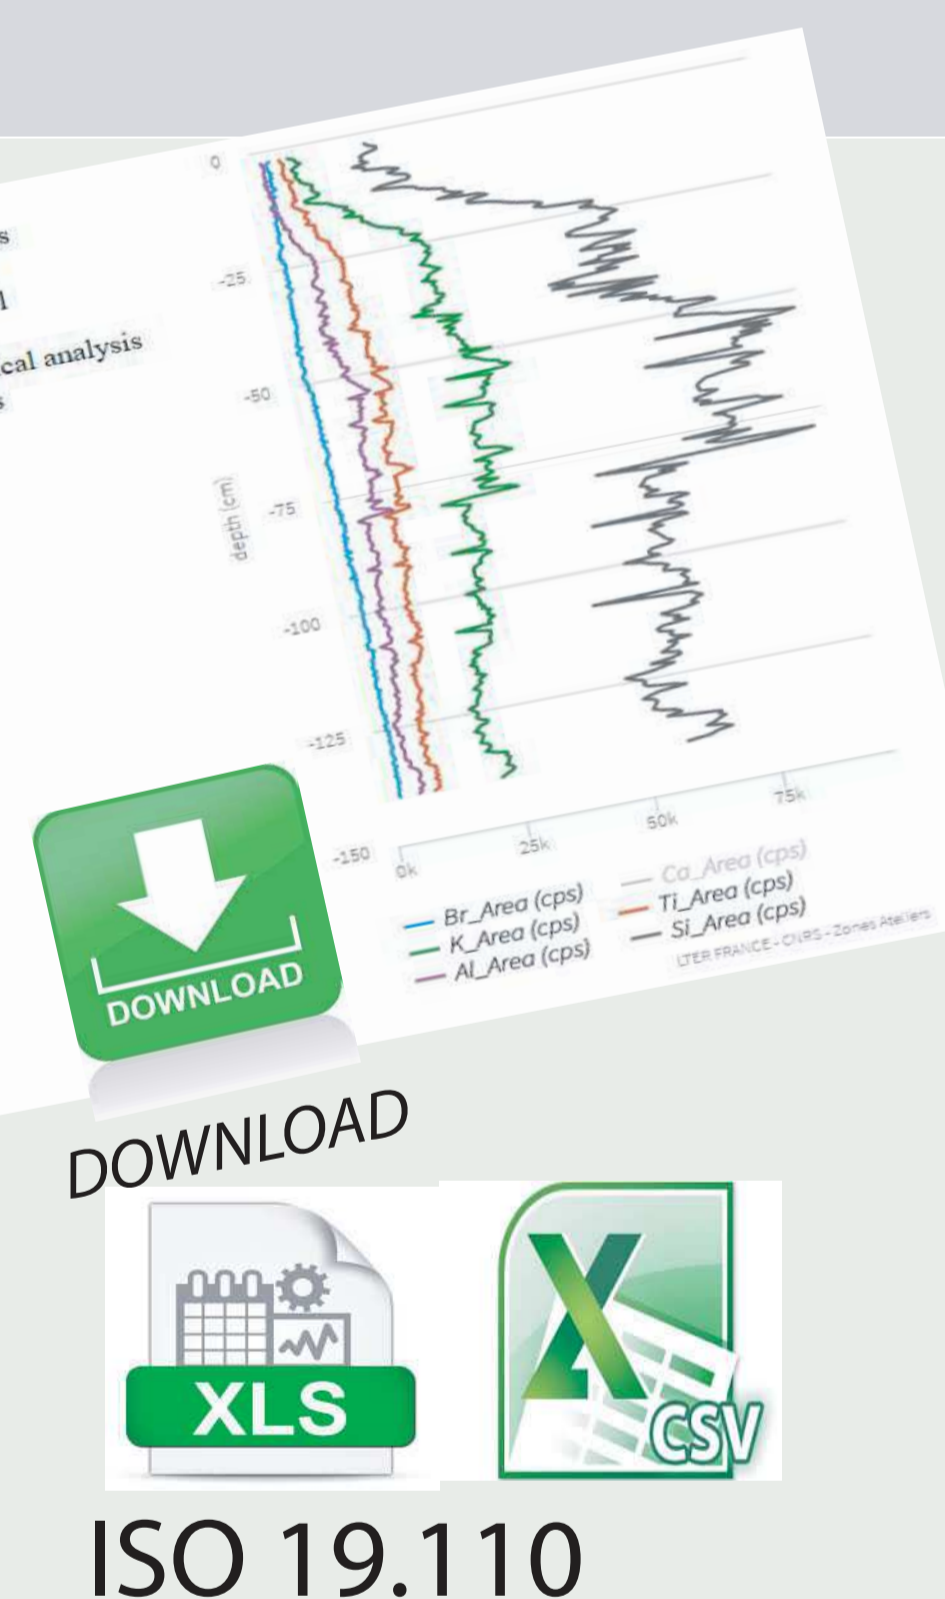 s
l
cal analysis
s
0
-25
-50
depth (cm)
-75
-100
-125
-150
0k
25k
50k
75k
Br_Area (cps)
K_Area (cps)
Al_Area (cps)
Ca_Area (cps)
Ti_Area (cps)
Si_Area (cps)
LTER FRANCE - CNRS - Zones Ateliers
DOWNLOAD
DOWNLOAD
XLS
CSV
ISO 19.110